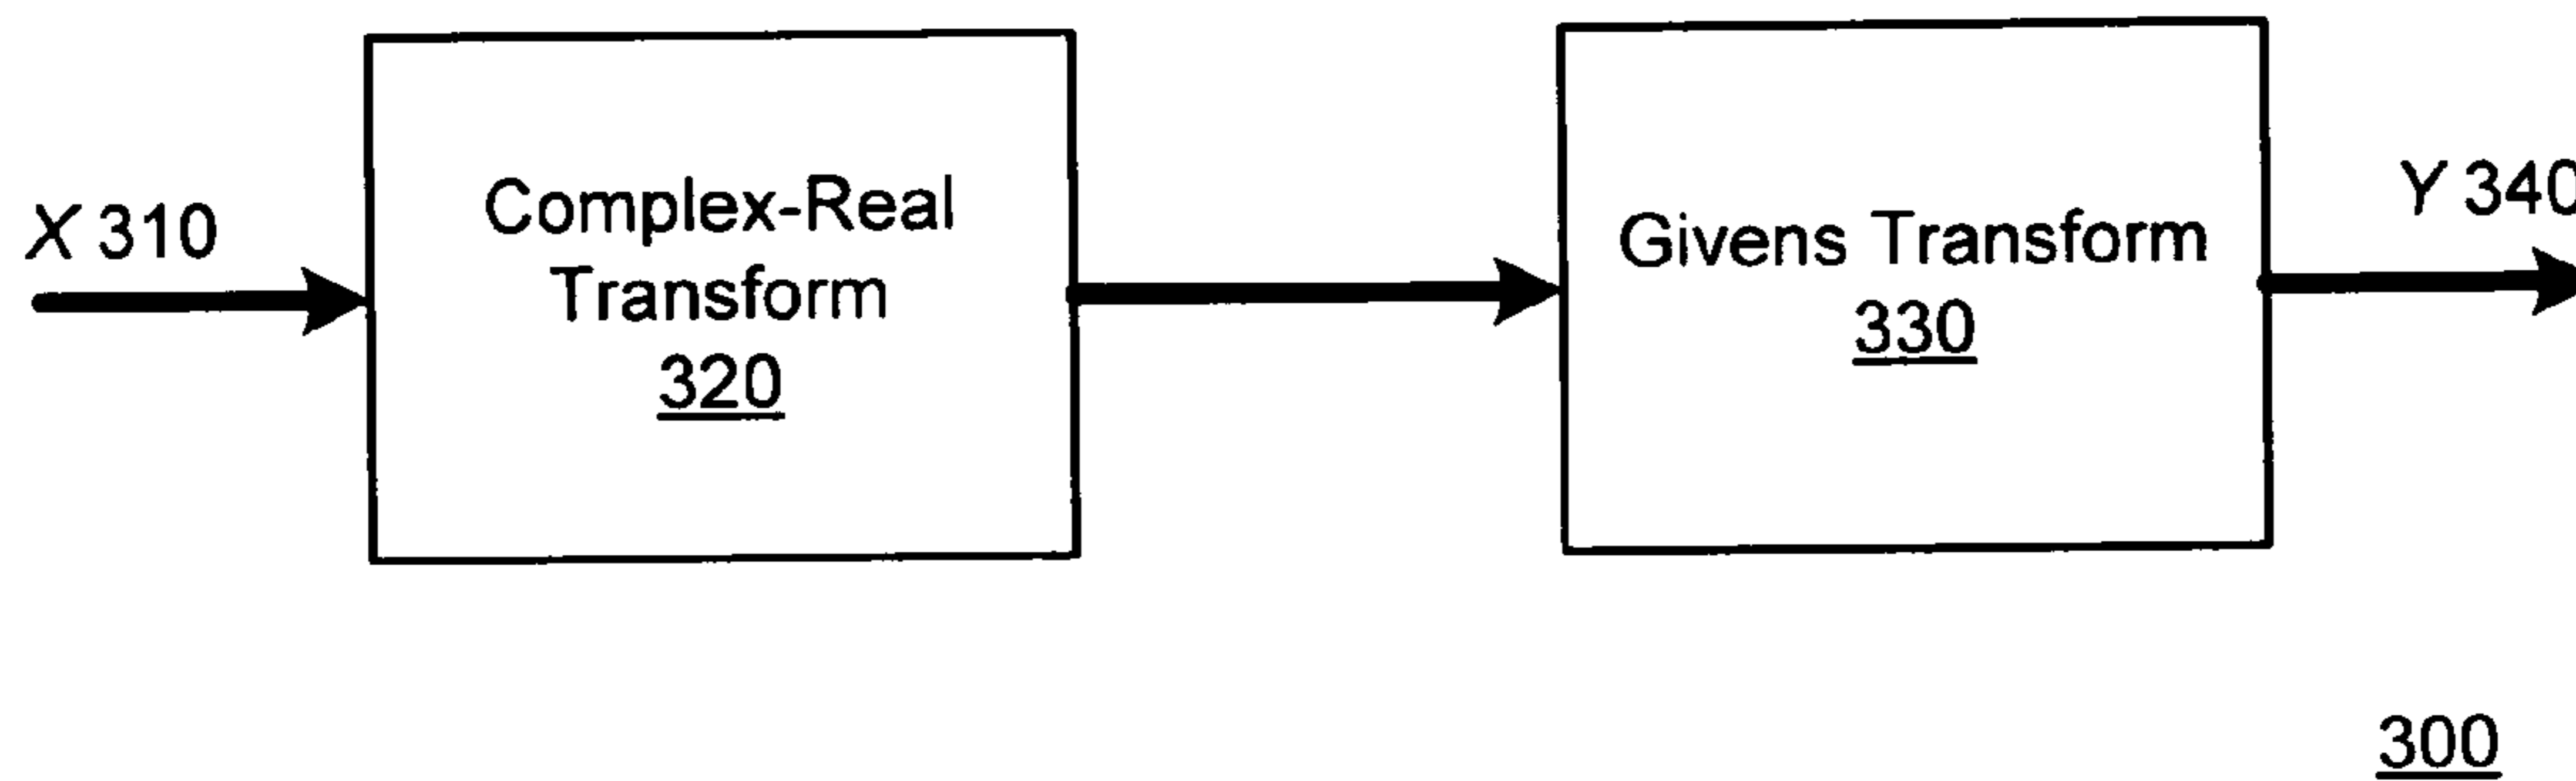 X 310
Complex-Real
Transform
320
Givens Transform
330
Y 340
300